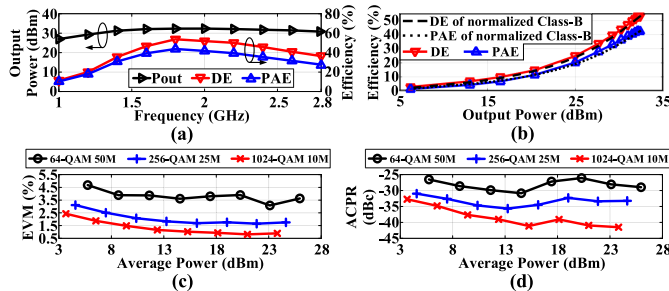 Output
Power (dBm)
40
30
20
10
0
80
60
40
20
0
Efficiency (%)
Pout DE PAE
1 1.5 2 2.5 2.8
Frequency (GHz)
(a)
Efficiency (%)
60
50
40
30
20
10
0
DE of normalized Class-B
PAE of normalized Class-B
DE PAE
5 15 25 35
Output Power (dBm)
(b)
64-QAM 50M 256-QAM 25M 1024-QAM 10M
EVM (%)
5.5
4.5
3.5
2.5
1.5
0.5
3 8 13 18 23 28
Average Power (dBm)
(c)
64-QAM 50M 256-QAM 25M 1024-QAM 10M
ACPR
(dBc)
-25
-30
-35
-40
-45
3 8 13 18 23 28
Average Power (dBm)
(d)